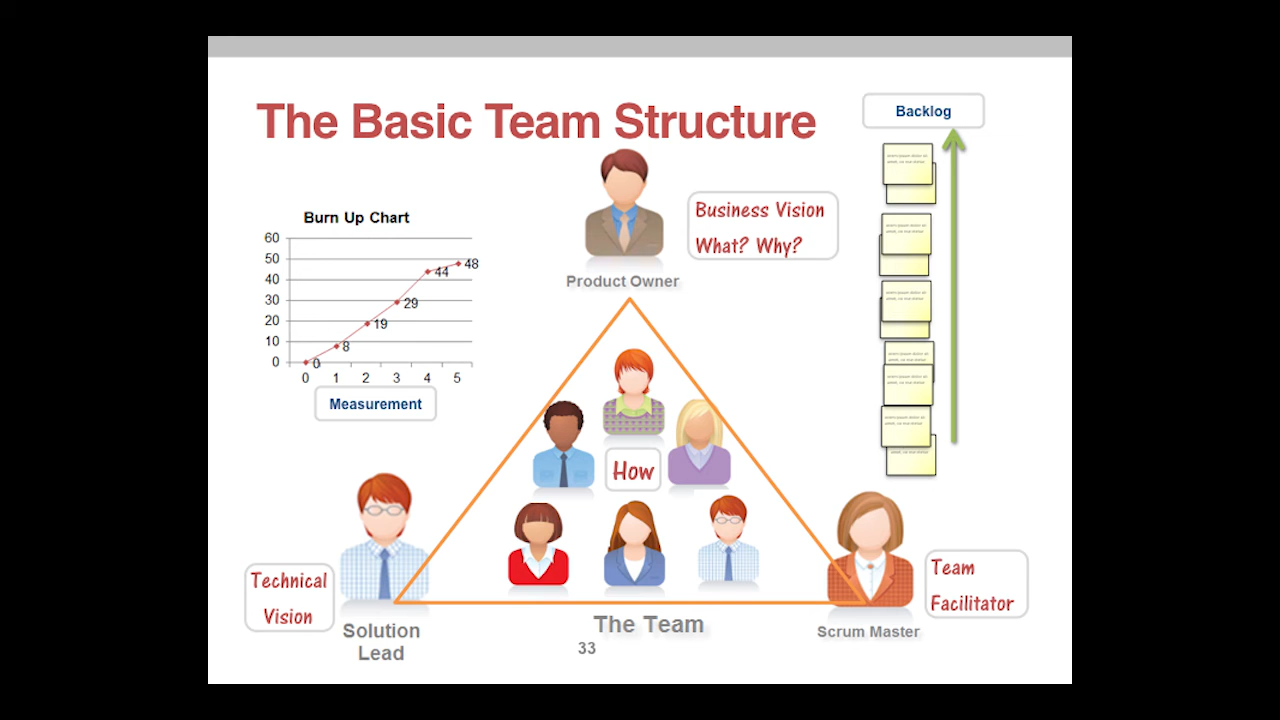 The Basic Team Structure
Backlog
Business Vision
What? Why?
Product Owner
Burn Up Chart
60
50
40
30
20
10
0
0
8
19
29
44
48
0 1 2 3 4 5
Measurement
How
Technical
Vision
Solution
Lead
The Team
33
Scrum Master
Team
Facilitator